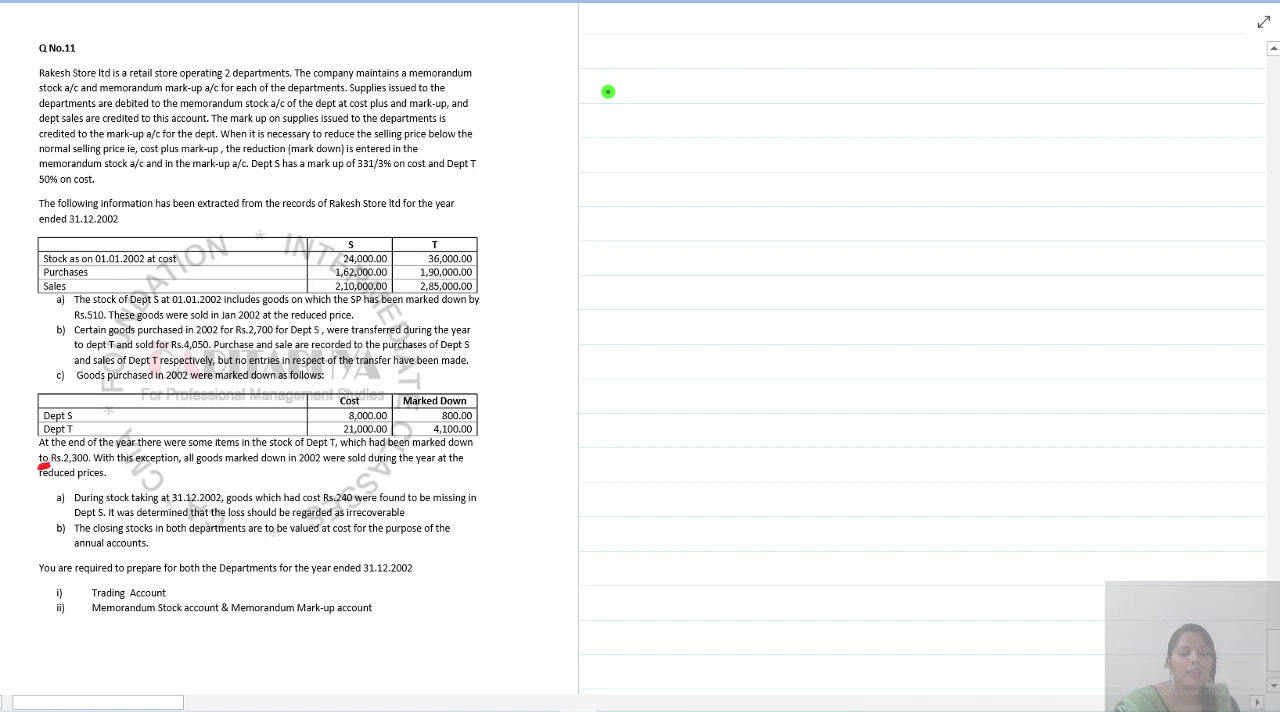 Q No.11
Rakesh Store ltd is a retail store operating 2 departments. The company maintains a memorandum
stock a/c and memorandum mark-up a/c for each of the departments. Supplies issued to the
departments are debited to the memorandum stock a/c of the dept at cost plus and mark-up, and
dept sales are credited to this account. The mark up on supplies issued to the departments is
credited to the mark-up a/c for the dept. When it is necessary to reduce the selling price below the
normal selling price ie, cost plus mark-up , the reduction (mark down) is entered in the
memorandum stock a/c and in the mark-up a/c. Dept S has a mark up of 331/3% on cost and Dept T
50% on cost.
The following information has been extracted from the records of Rakesh Store ltd for the year
ended 31.12.2002
S T
Stock as on 01.01.2002 at cost 24,000.00 36,000.00
Purchases 1,62,000.00 1,90,000.00
Sales 2,10,000.00 2,85,000.00
a) The stock of Dept S at 01.01.2002 includes goods on which the SP has been marked down by
Rs.510. These goods were sold in Jan 2002 at the reduced price.
b) Certain goods purchased in 2002 for Rs.2,700 for Dept S , were transferred during the year
to dept T and sold for Rs.4,050. Purchase and sale are recorded to the purchases of Dept S
and sales of Dept T respectively, but no entries in respect of the transfer have been made.
c) Goods purchased in 2002 were marked down as follows:
Cost Marked Down
Dept S 8,000.00 800.00
Dept T 21,000.00 4,100.00
At the end of the year there were some items in the stock of Dept T, which had been marked down
to Rs.2,300. With this exception, all goods marked down in 2002 were sold during the year at the
reduced prices.
a) During stock taking at 31.12.2002, goods which had cost Rs.240 were found to be missing in
Dept S. It was determined that the loss should be regarded as irrecoverable
b) The closing stocks in both departments are to be valued at cost for the purpose of the
annual accounts.
You are required to prepare for both the Departments for the year ended 31.12.2002
i) Trading Account
ii) Memorandum Stock account & Memorandum Mark-up account
* FOUNDATION * INTERMEDIATE CLASSES * CA * CMA *
For Professional Management Studies